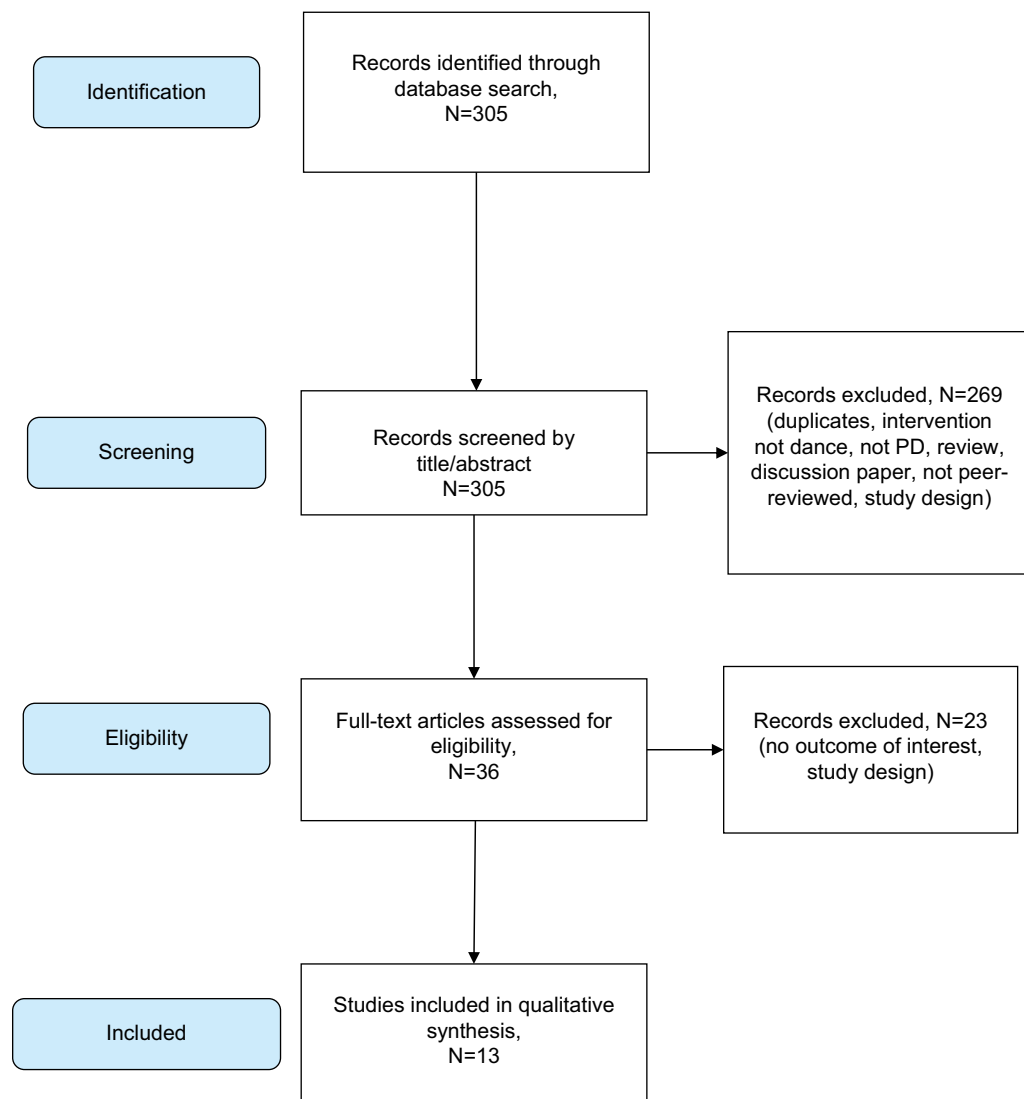 Identification
Records identified through
database search,
N=305
Screening
Records screened by
title/abstract
N=305
Records excluded, N=269
(duplicates, intervention
not dance, not PD, review,
discussion paper, not peer-
reviewed, study design)
Eligibility
Full-text articles assessed for
eligibility,
N=36
Records excluded, N=23
(no outcome of interest,
study design)
Included
Studies included in qualitative
synthesis,
N=13